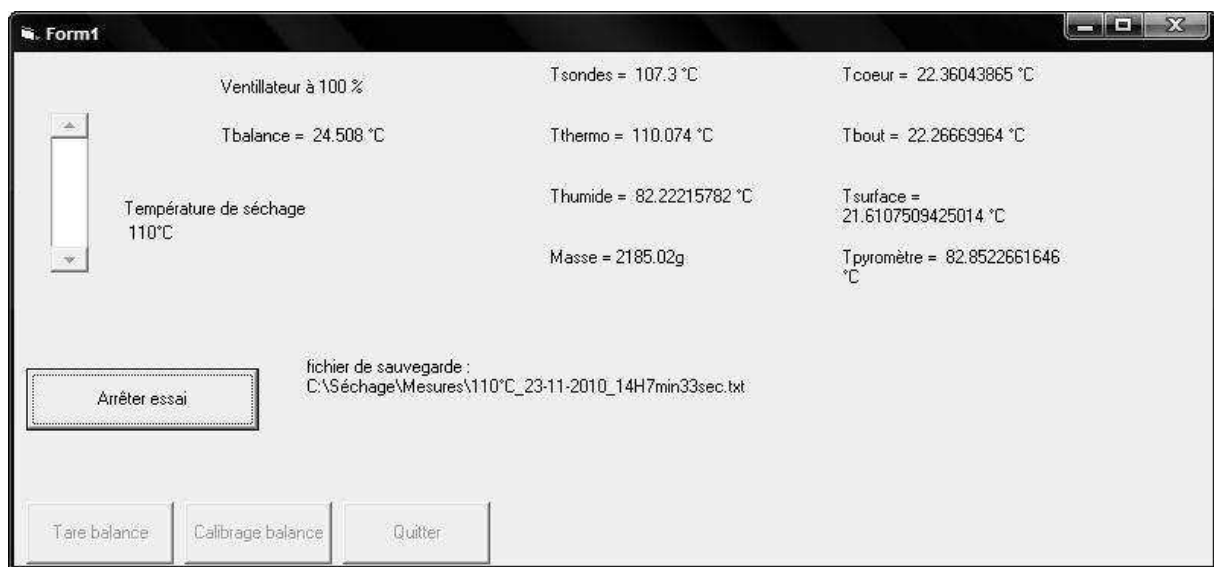 Form1
Ventillateur à 100 %
Tbalance = 24.508 °C
Température de séchage
110°C
Tsondes = 107.3 °C
Tthermo = 110.074 °C
Thumide = 82.22215782 °C
Masse = 2185.02g
Tcoeur = 22.36043865 °C
Tbout = 22.26669964 °C
Tsurface =
21.6107509425014 °C
Tpyromètre = 82.8522661646
°C
Arrêter essai
fichier de sauvegarde :
C:\Séchage\Mesures\110°C_23-11-2010_14H7min33sec.txt
Tare balance
Calibrage balance
Quitter